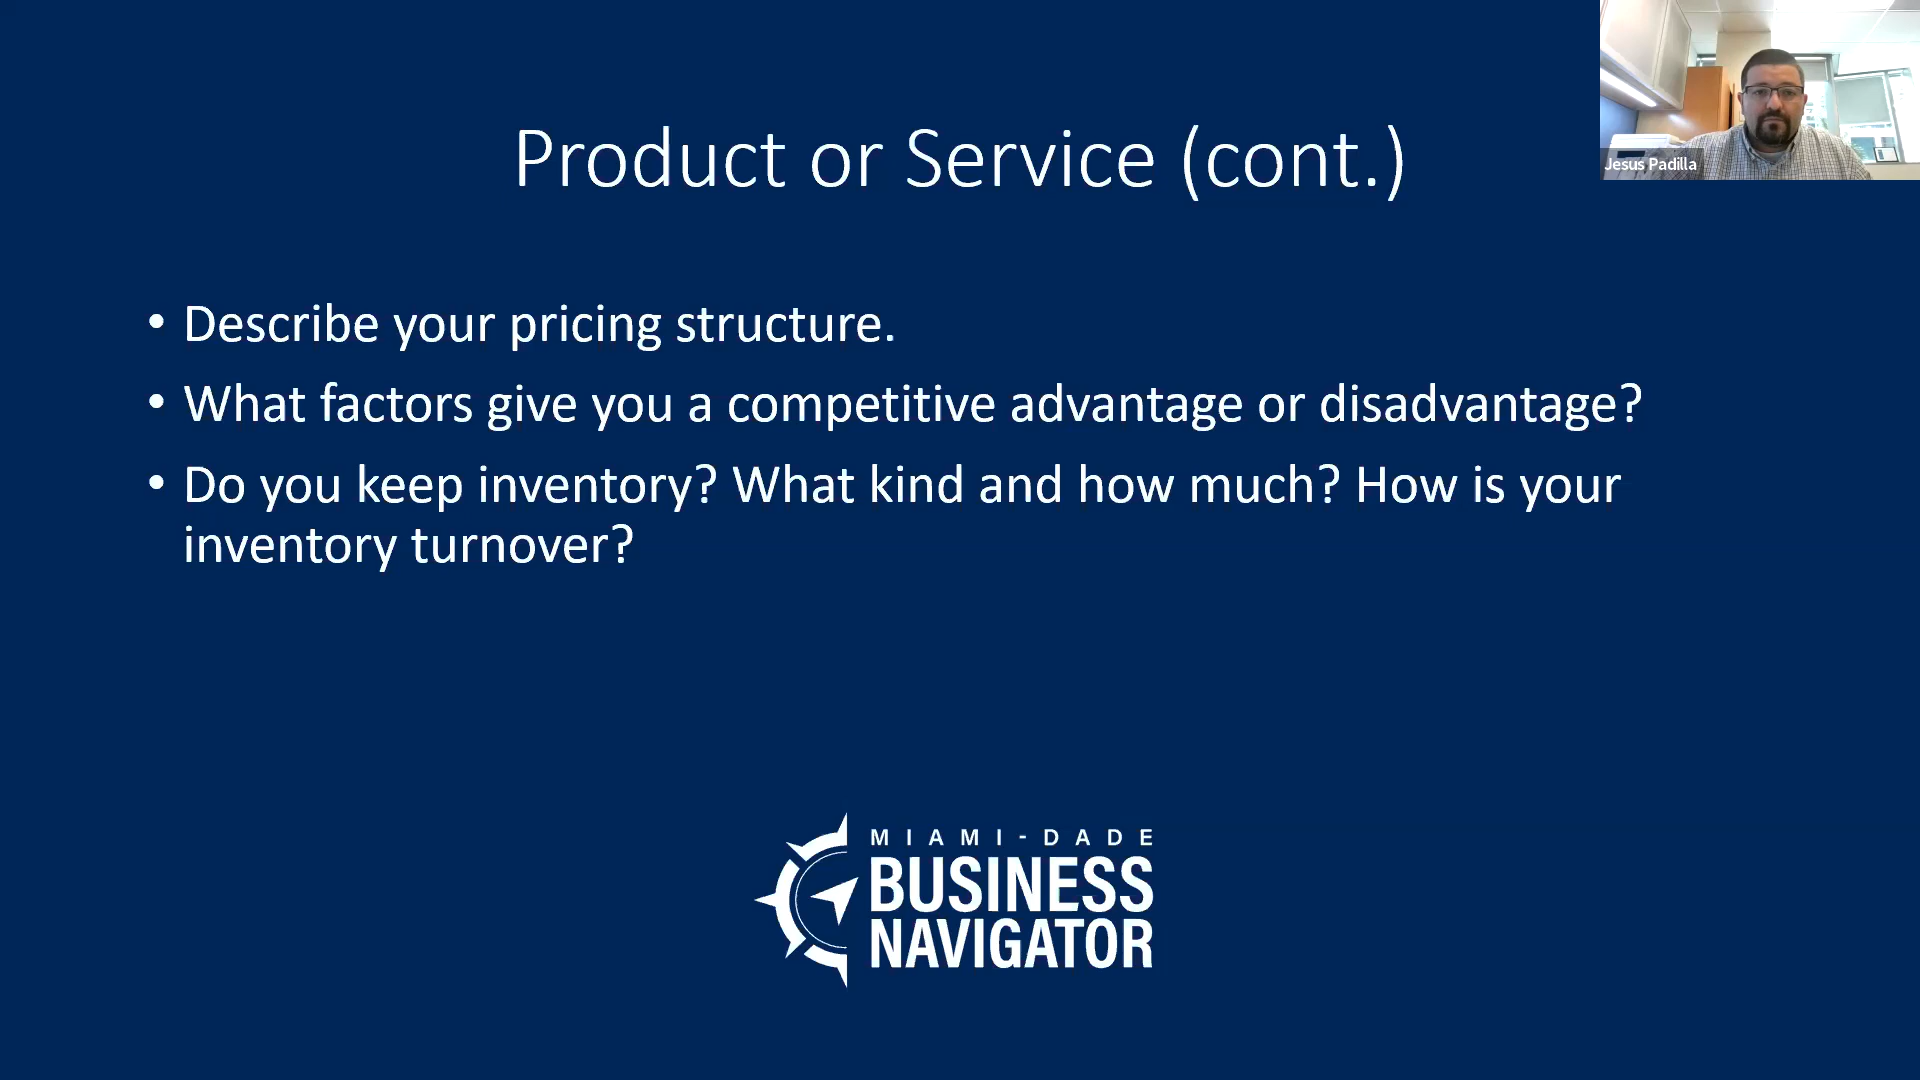 Product or Service (cont.)
Jesus Padilla
• Describe your pricing structure.
• What factors give you a competitive advantage or disadvantage?
• Do you keep inventory? What kind and how much? How is your
inventory turnover?
MIAMI-DADE
BUSINESS
NAVIGATOR